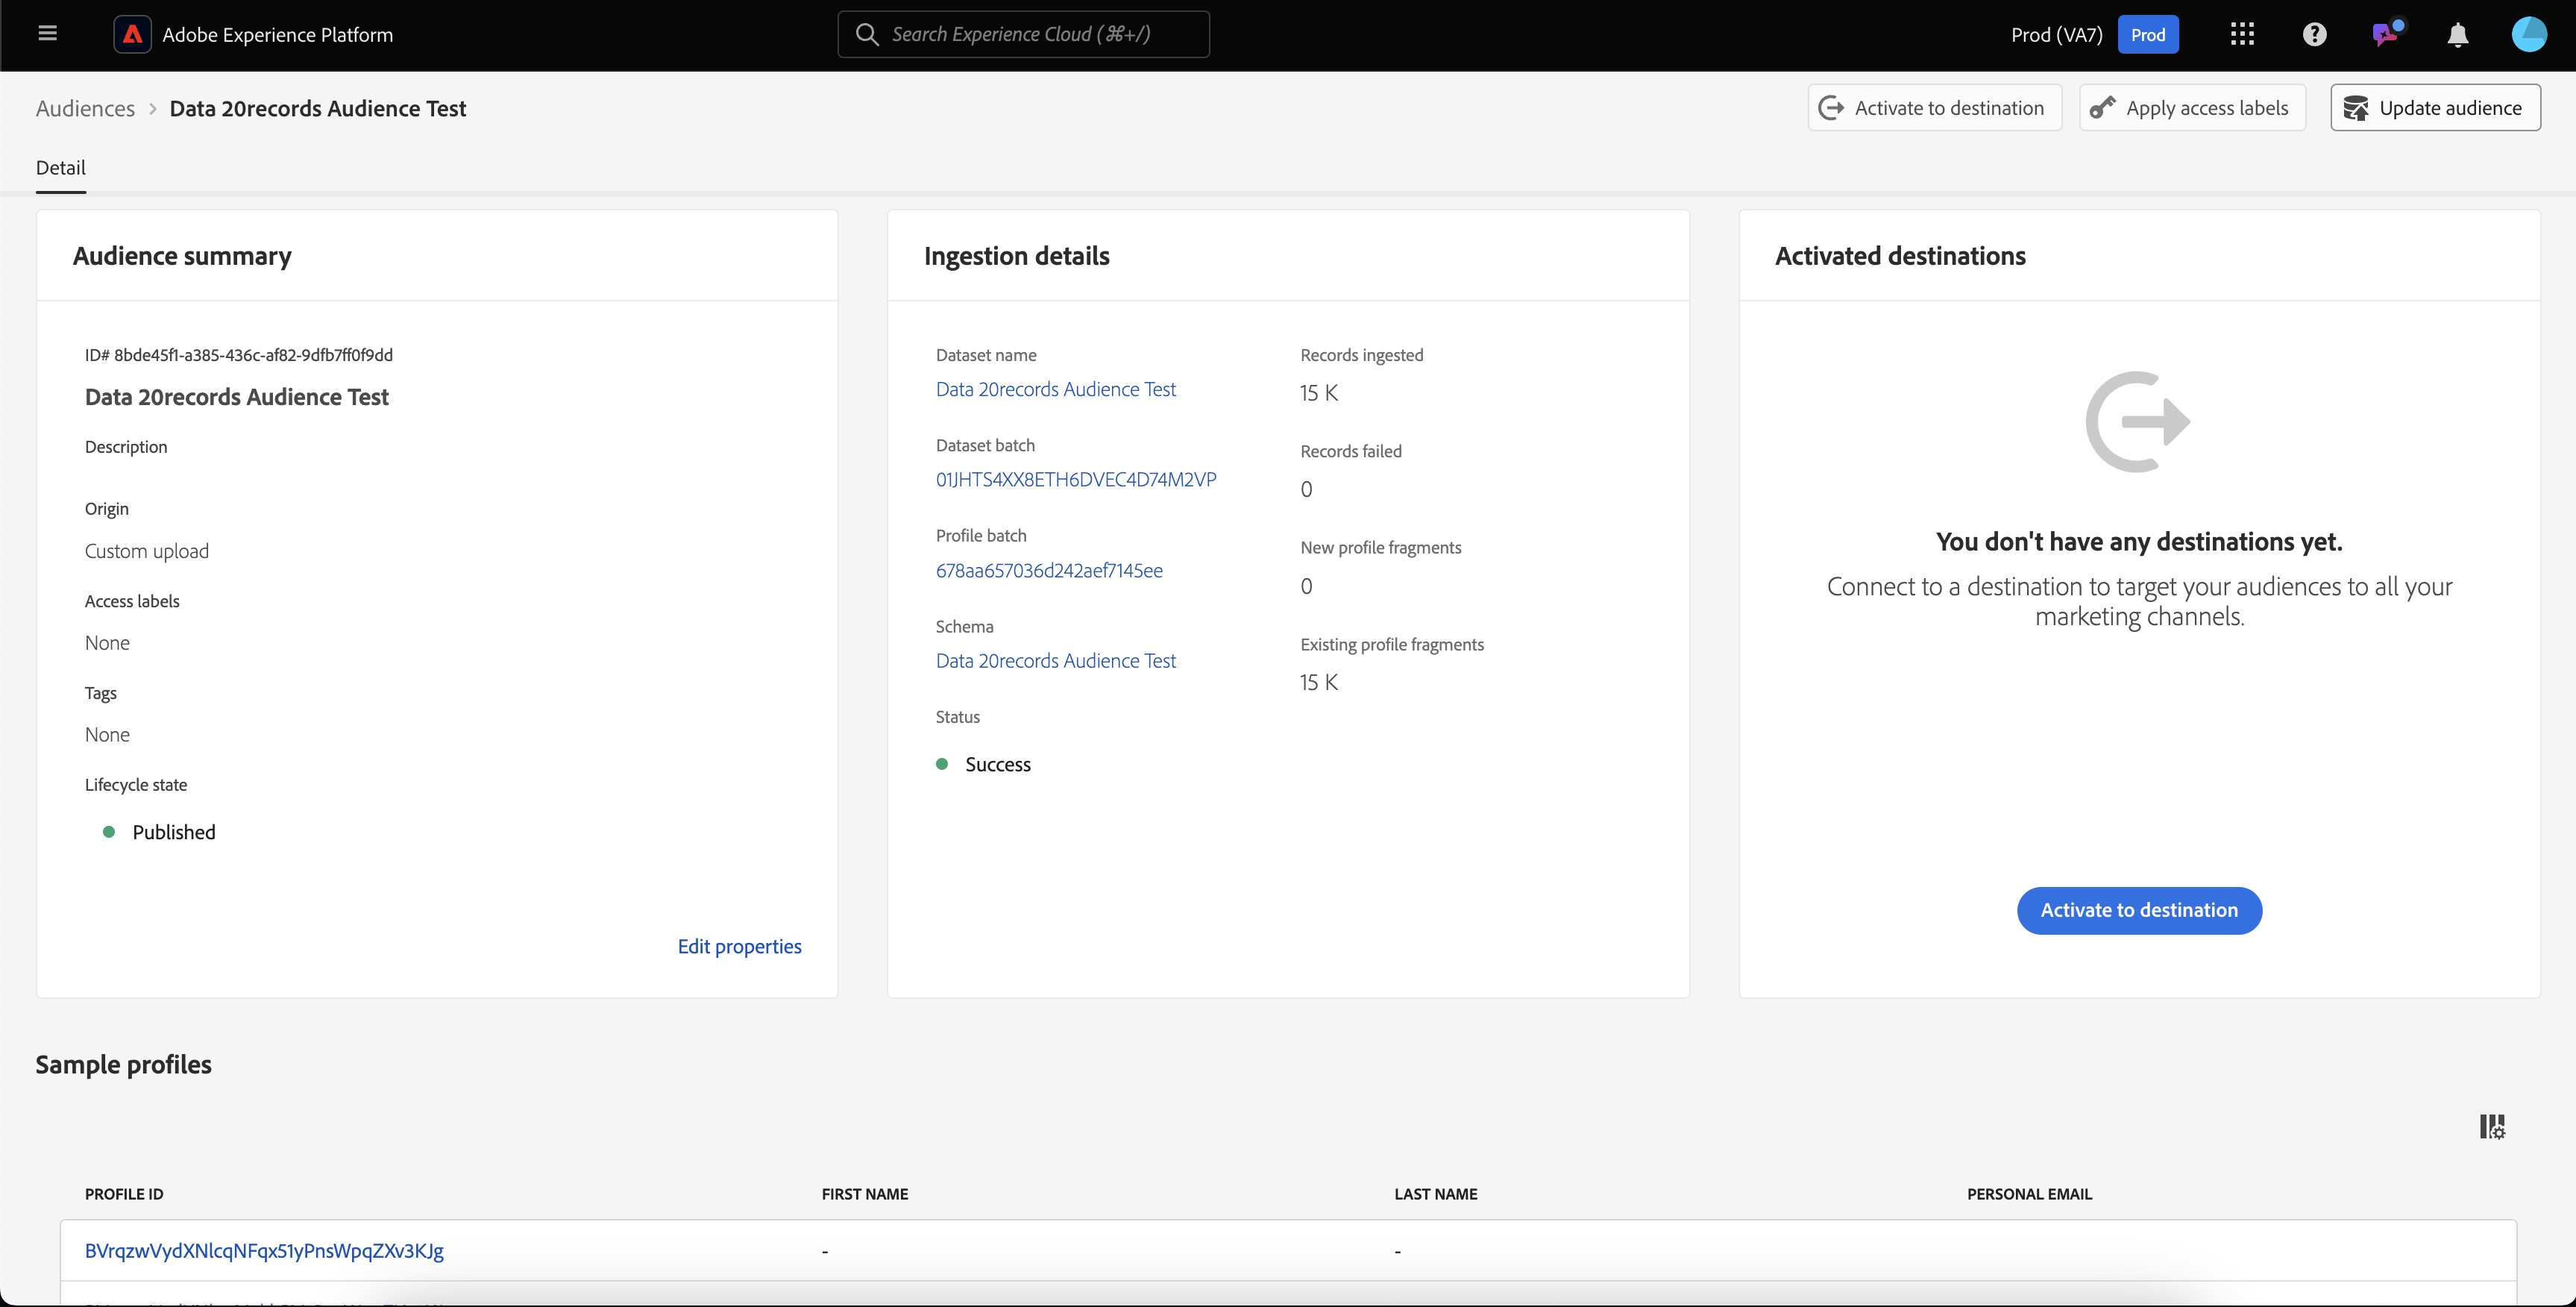 Adobe Experience Platform
Search Experience Cloud (⌘+/)
Prod (VA7)
Prod
Audiences > Data 20records Audience Test
Activate to destination
Apply access labels
Update audience
Detail
Audience summary
ID# 8bde45f1-a385-436c-af82-9dfb7ff0f9dd
Data 20records Audience Test
Description
Origin
Custom upload
Access labels
None
Tags
None
Lifecycle state
Published
Edit properties
Ingestion details
Dataset name
Data 20records Audience Test
Dataset batch
01JHTS4XX8ETH6DVEC4D74M2VP
Profile batch
678aa657036d242aef7145ee
Schema
Data 20records Audience Test
Status
Success
Records ingested
15 K
Records failed
0
New profile fragments
0
Existing profile fragments
15 K
Activated destinations
You don't have any destinations yet.
Connect to a destination to target your audiences to all your
marketing channels.
Activate to destination
Sample profiles
PROFILE ID
FIRST NAME
LAST NAME
PERSONAL EMAIL
BVrqzwVydXNlcqNFqx51yPnsWpqZXv3KJg
-
-